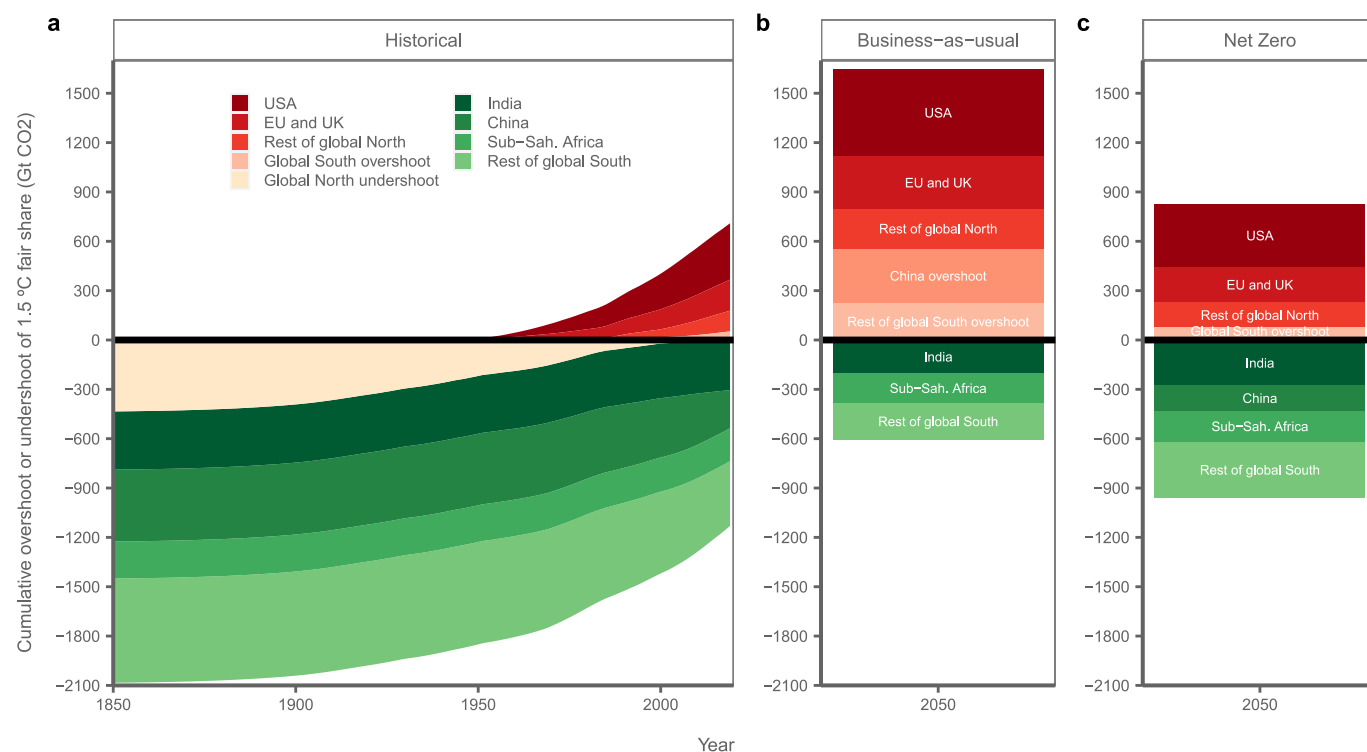 a
Historical
Cumulative overshoot or undershoot of 1.5 ºC fair share (Gt CO2)
1500
1200
900
600
300
0
−300
−600
−900
−1200
−1500
−1800
−2100
USA
EU and UK
Rest of global North
Global South overshoot
Global North undershoot
India
China
Sub−Sah. Africa
Rest of global South
1850
1900
1950
2000
b
Business−as−usual
1500
1200
900
600
300
0
−300
−600
−900
−1200
−1500
−1800
−2100
USA
EU and UK
Rest of global North
China overshoot
Rest of global South overshoot
India
Sub−Sah. Africa
Rest of global South
2050
c
Net Zero
1500
1200
900
600
300
0
−300
−600
−900
−1200
−1500
−1800
−2100
USA
EU and UK
Rest of global North
Global South overshoot
India
China
Sub−Sah. Africa
Rest of global South
2050
Year